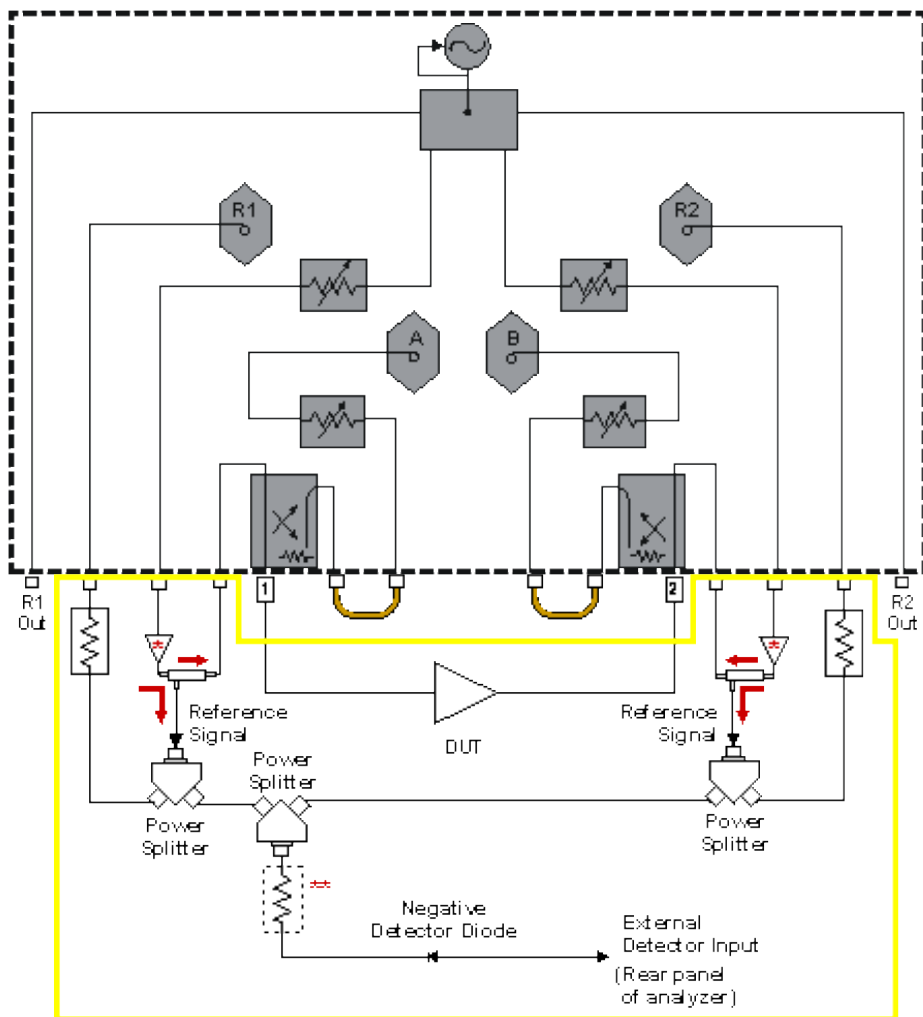 R1
R2
A
B
1
2
R1
Out
R2
Out
*
*
Reference
Signal
Reference
Signal
DUT
Power
Splitter
Power
Splitter
Power
Splitter
**
Negative
Detector Diode
External
Detector Input
(Rear panel
of analyzer)